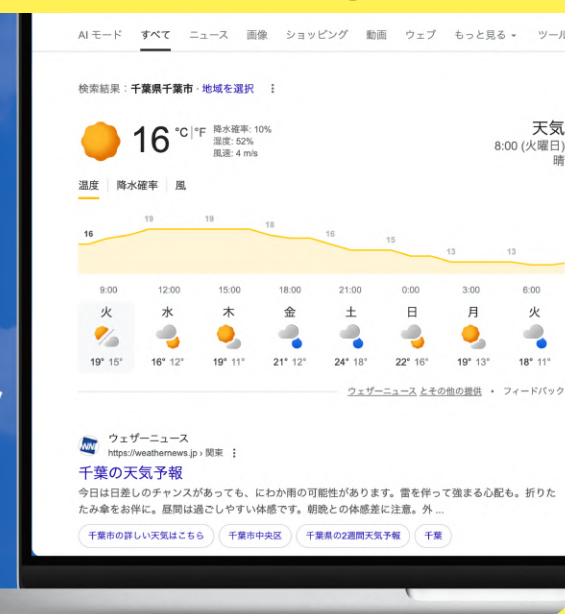 AI モード すべて ニュース 画像 ショッピング 動画 ウェブ もっと見る ツール
検索結果：千葉県千葉市・地域を選択
16 °C | °F
降水確率: 10%
湿度: 52%
風速: 4 m/s
天気
8:00 (火曜日)
晴
温度 降水確率 風
16 19 19 18 16 15 13 13
9:00 12:00 15:00 18:00 21:00 0:00 3:00 6:00
火 水 木 金 土 日 月 火
19° 15° 16° 12° 19° 11° 21° 12° 24° 18° 22° 16° 19° 13° 18° 11°
ウェザーニュース とその他の提供 • フィードバック
WNI
ウェザーニュース
https://weathernews.jp › 関東
千葉の天気予報
今日は日差しのチャンスがあっても、にわか雨の可能性があります。雷を伴って強まる心配も。折りた
たみ傘をお伴に。昼間は過ごしやすい体感です。朝晩との体感差に注意。外 ...
千葉市の詳しい天気はこちら 千葉市中央区 千葉県の2週間天気予報 千葉